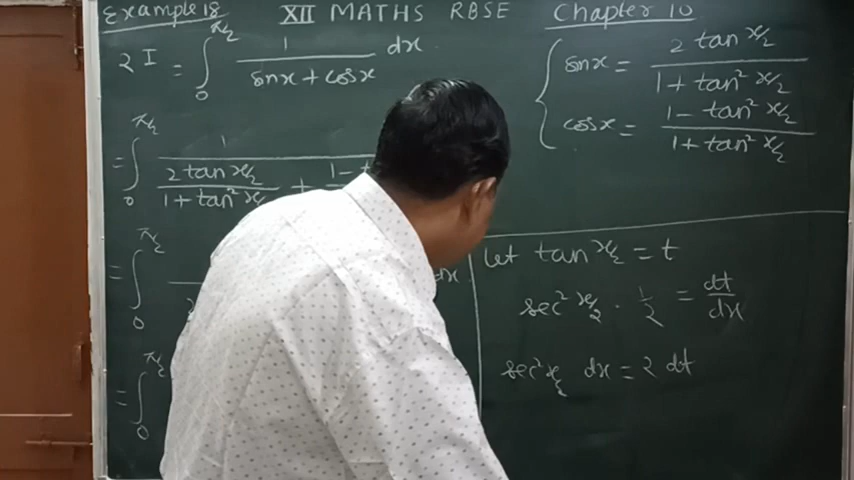 Example 18 XII MATHS RBSE Chapter 10
2 I = ∫₀^(π/2) 1/(sinx + cosx) dx
= ∫₀^(π/2) 1/(2 tan x/2/(1 + tan² x/2) + 1-
= ∫₀^(π/2) dx
= ∫₀^(π/2)
sinx = 2 tan x/2/(1 + tan² x/2)
cosx = (1 - tan² x/2)/(1 + tan² x/2)
let tan x/2 = t
sec² x/2 · 1/2 = dt/dx
sec² x/2 dx = 2 dt